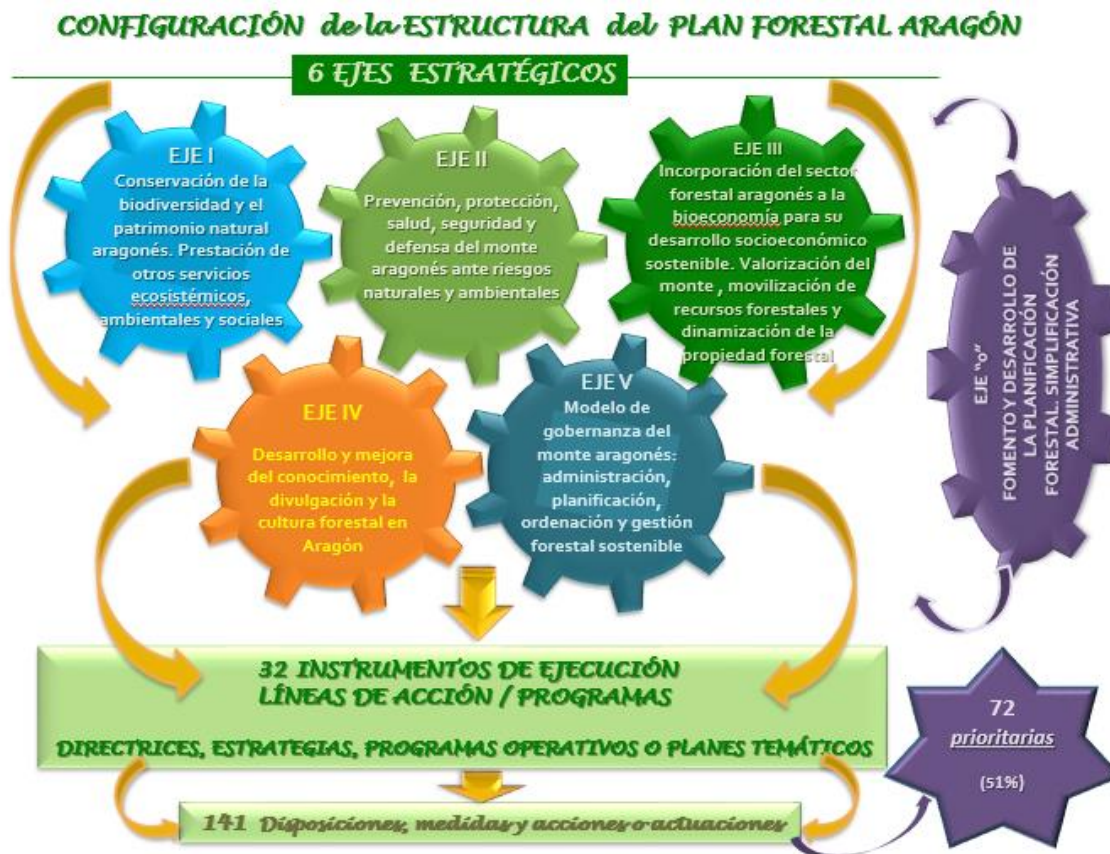 CONFIGURACIÓN de la ESTRUCTURA del PLAN FORESTAL ARAGÓN
6 EJES ESTRATÉGICOS
EJE I
Conservación de la
biodiversidad y el
patrimonio natural
aragonés. Prestación de
otros servicios
ecosistémicos,
ambientales y sociales
EJE II
Prevención, protección,
salud, seguridad y
defensa del monte
aragonés ante riesgos
naturales y ambientales
EJE III
Incorporación del sector
forestal aragonés a la
bioeconomía para su
desarrollo socioeconómico
sostenible. Valorización del
monte , movilización de
recursos forestales y
dinamización de la
propiedad forestal
EJE IV
Desarrollo y mejora
del conocimiento, la
divulgación y la
cultura forestal en
Aragón
EJE V
Modelo de
gobernanza del
monte aragonés:
administración,
planificación,
ordenación y gestión
forestal sostenible
EJE "0"
FOMENTO Y DESARROLLO DE
LA PLANIFICACIÓN
FORESTAL. SIMPLIFICACIÓN
ADMINISTRATIVA
32 INSTRUMENTOS DE EJECUCIÓN
LÍNEAS DE ACCIÓN / PROGRAMAS
DIRECTRICES, ESTRATEGIAS, PROGRAMAS OPERATIVOS O PLANES TEMÁTICOS
72
prioritarias
(51%)
141 Disposiciones, medidas y acciones o actuaciones